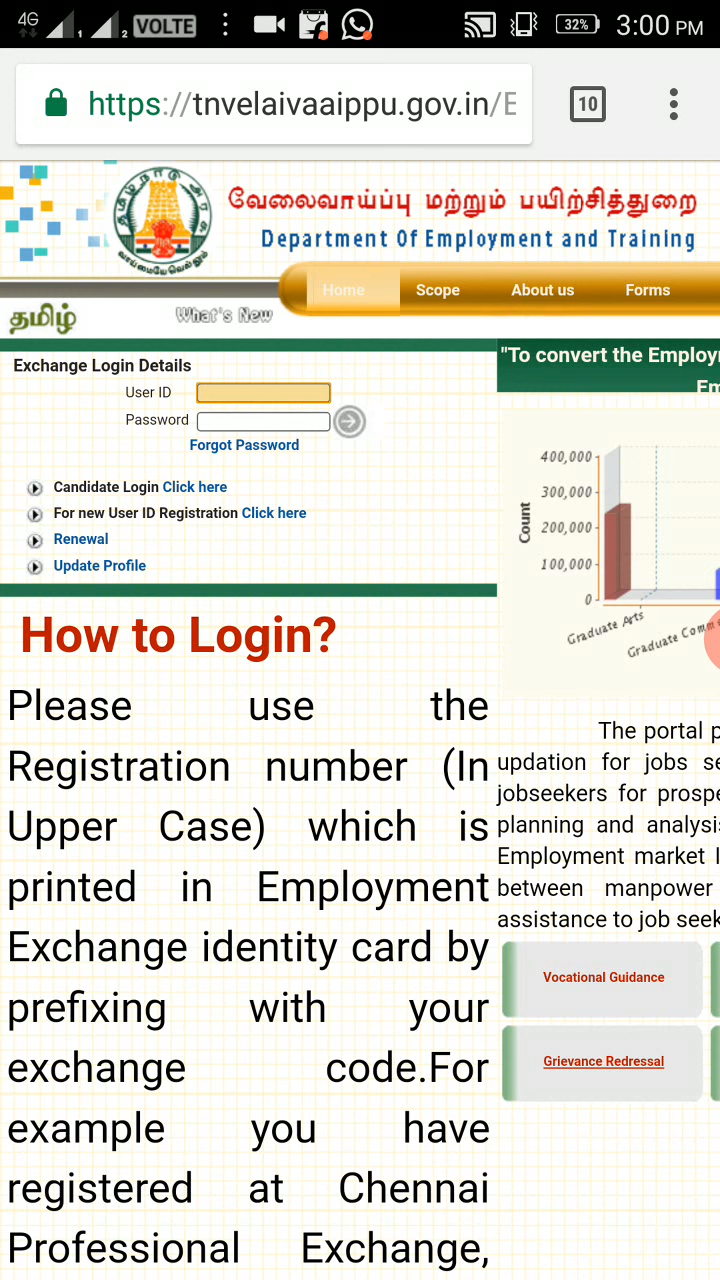 4G 1 2 VOLTE 32% 3:00 PM
https://tnvelaivaaippu.gov.in/E 10
வேலைவாய்ப்பு மற்றும் பயிற்சித்துறை
Department Of Employment and Training
தமிழ்நாடு அரசு
வாய்மையே வெல்லும்
Home Scope About us Forms
தமிழ் What's New
Exchange Login Details
User ID
Password
Forgot Password
Candidate Login Click here
For new User ID Registration Click here
Renewal
Update Profile
How to Login?
Please use the
Registration number (In
Upper Case) which is
printed in Employment
Exchange identity card by
prefixing with your
exchange code.For
example you have
registered at Chennai
Professional Exchange,
"To convert the Employ
Em
400,000
300,000
200,000
100,000
0
Count
Graduate Arts
Graduate Comm
The portal p
updation for jobs se
jobseekers for prospe
planning and analysis
Employment market I
between manpower
assistance to job seek
Vocational Guidance
Grievance Redressal